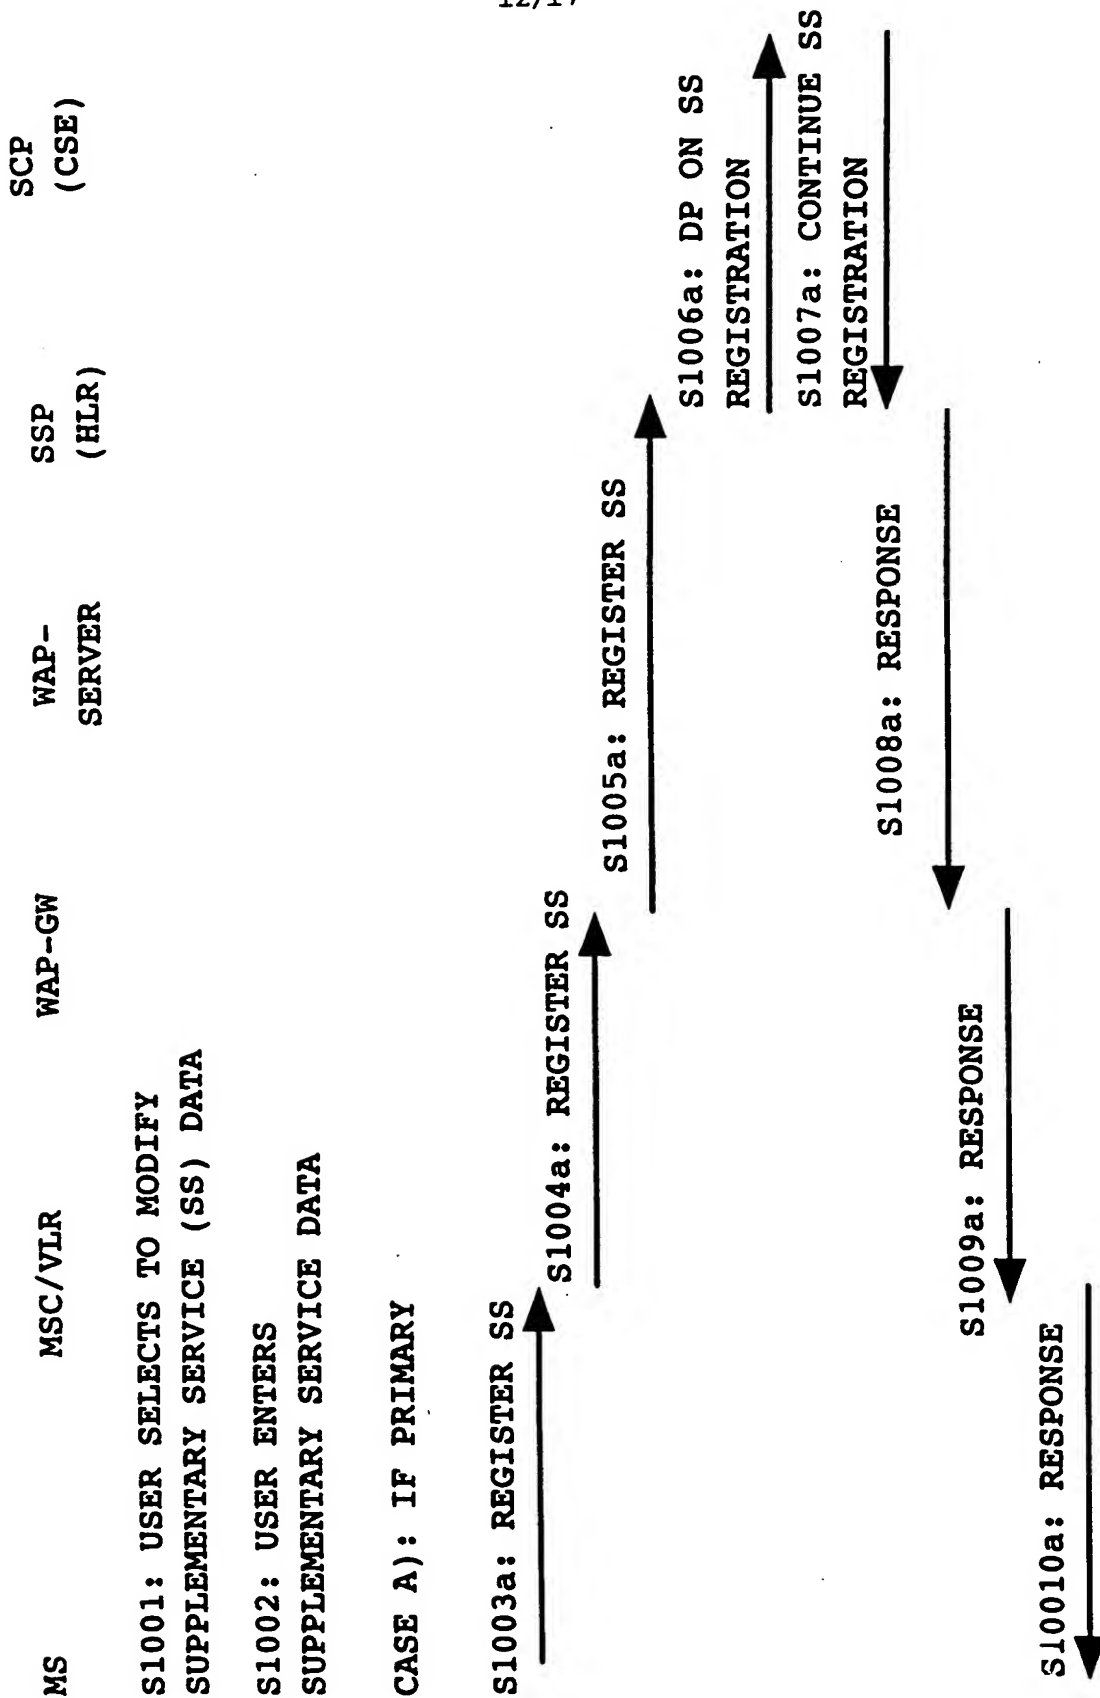 12/17
MS
MSC/VLR
WAP-GW
WAP-
SERVER
SSP
(HLR)
SCP
(CSE)
S1001: USER SELECTS TO MODIFY
SUPPLEMENTARY SERVICE (SS) DATA
S1002: USER ENTERS
SUPPLEMENTARY SERVICE DATA
CASE A): IF PRIMARY
S1003a: REGISTER SS
S1004a: REGISTER SS
S1005a: REGISTER SS
S1006a: DP ON SS
REGISTRATION
S1007a: CONTINUE SS
REGISTRATION
S1008a: RESPONSE
S1009a: RESPONSE
S10010a: RESPONSE